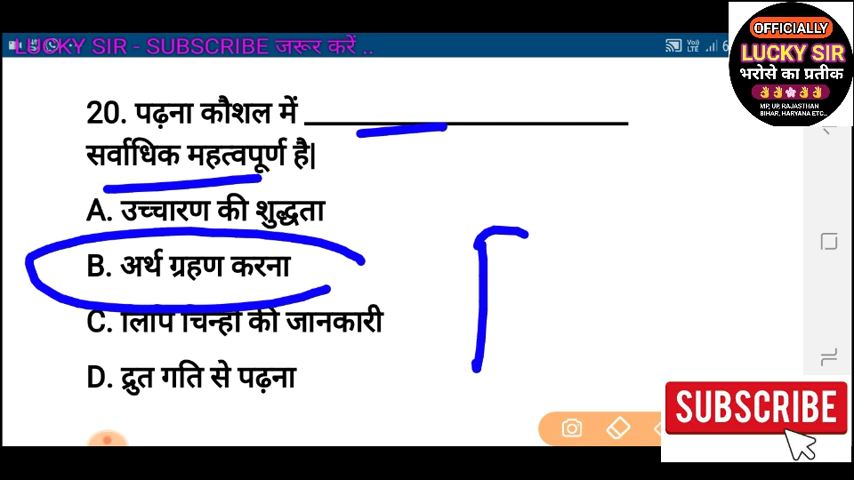 LUCKY SIR - SUBSCRIBE जरूर करें ..
OFFICIALLY
LUCKY SIR
भरोसे का प्रतीक
MP, UP, RAJASTHAN
BIHAR, HARYANA ETC..
20. पढ़ना कौशल में ______________________
सर्वाधिक महत्वपूर्ण है|
A. उच्चारण की शुद्धता
B. अर्थ ग्रहण करना
C. लिपि चिन्हों की जानकारी
D. द्रुत गति से पढ़ना
SUBSCRIBE